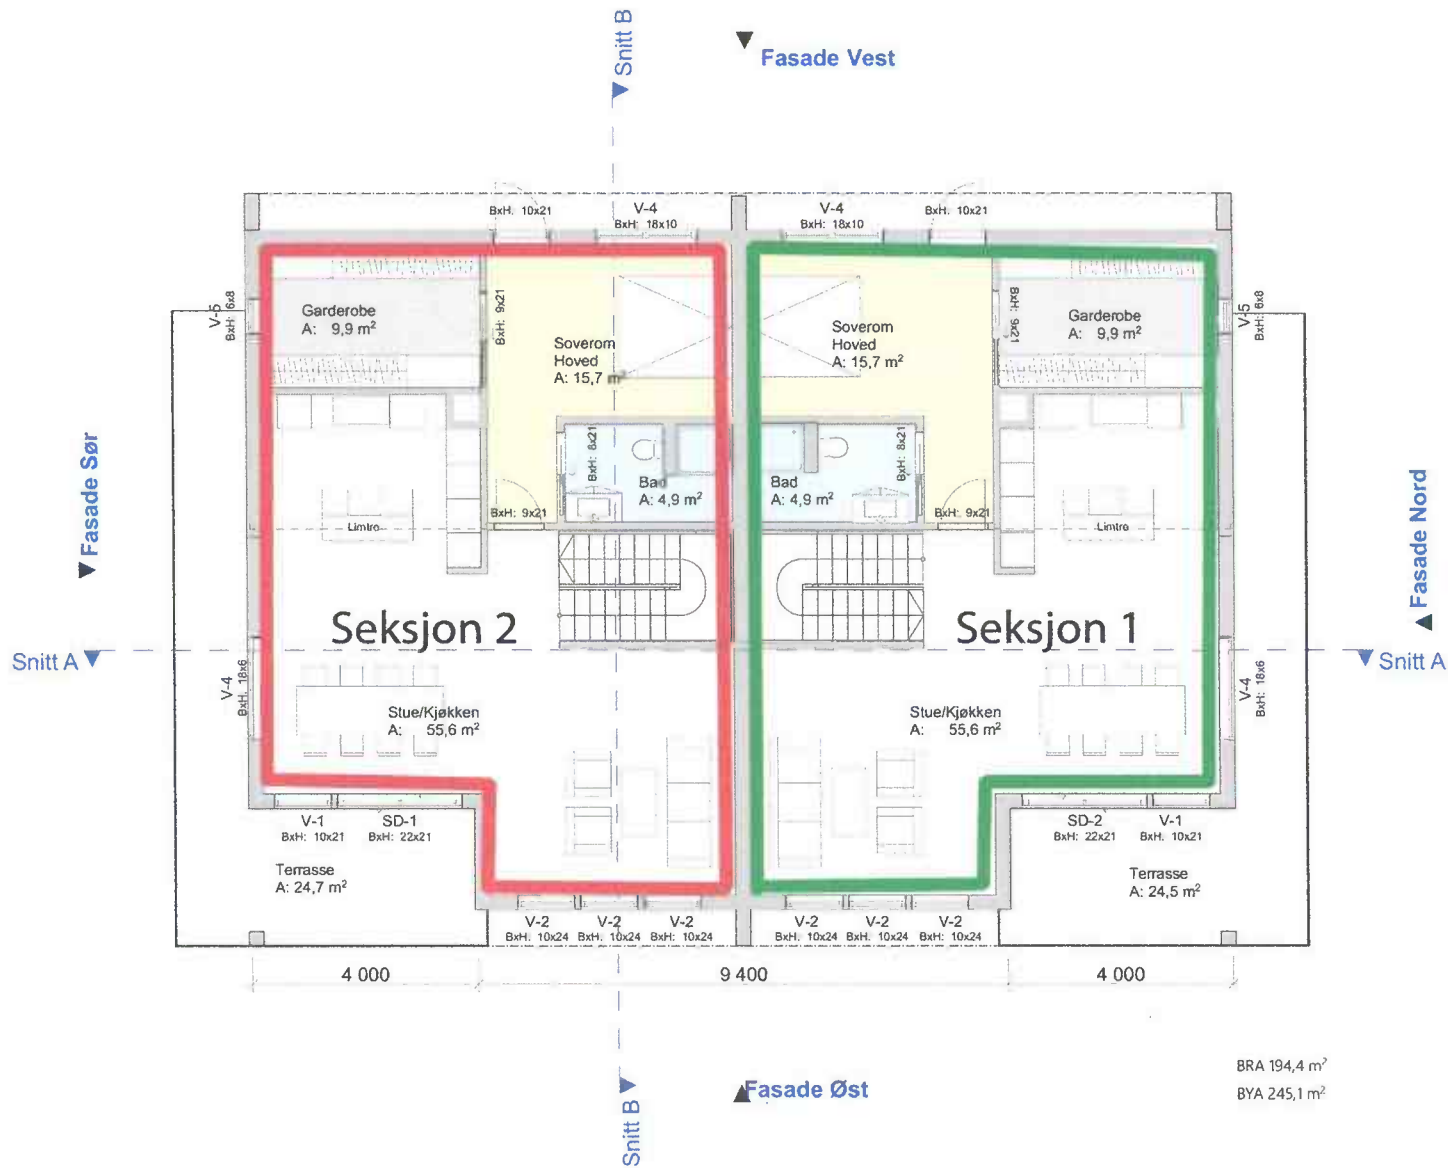 Snitt B
Fasade Vest
BxH: 10x21
V-4
BxH: 18x10
V-4
BxH: 18x10
BxH: 10x21
V-5
BxH: 6x8
Garderobe
A: 9,9 m²
BxH: 9x21
Soverom
Hoved
A: 15,7 m²
Soverom
Hoved
A: 15,7 m²
BxH: 9x21
Garderobe
A: 9,9 m²
V-5
BxH: 6x8
Fasade Sør
Limtre
BxH: 9x21
BxH: 8x21
Bad
A: 4,9 m²
Bad
A: 4,9 m²
BxH: 8x21
BxH: 9x21
Limtre
Fasade Nord
Seksjon 2
Seksjon 1
Snitt A
Snitt A
V-4
BxH: 18x6
Stue/Kjøkken
A: 55,6 m²
Stue/Kjøkken
A: 55,6 m²
V-4
BxH: 18x6
V-1
BxH: 10x21
SD-1
BxH: 22x21
SD-2
BxH: 22x21
V-1
BxH: 10x21
Terrasse
A: 24,7 m²
Terrasse
A: 24,5 m²
V-2
BxH: 10x24
V-2
BxH: 10x24
V-2
BxH: 10x24
V-2
BxH: 10x24
V-2
BxH: 10x24
V-2
BxH: 10x24
4 000
9 400
4 000
BRA 194,4 m²
BYA 245,1 m²
Fasade Øst
Snitt B